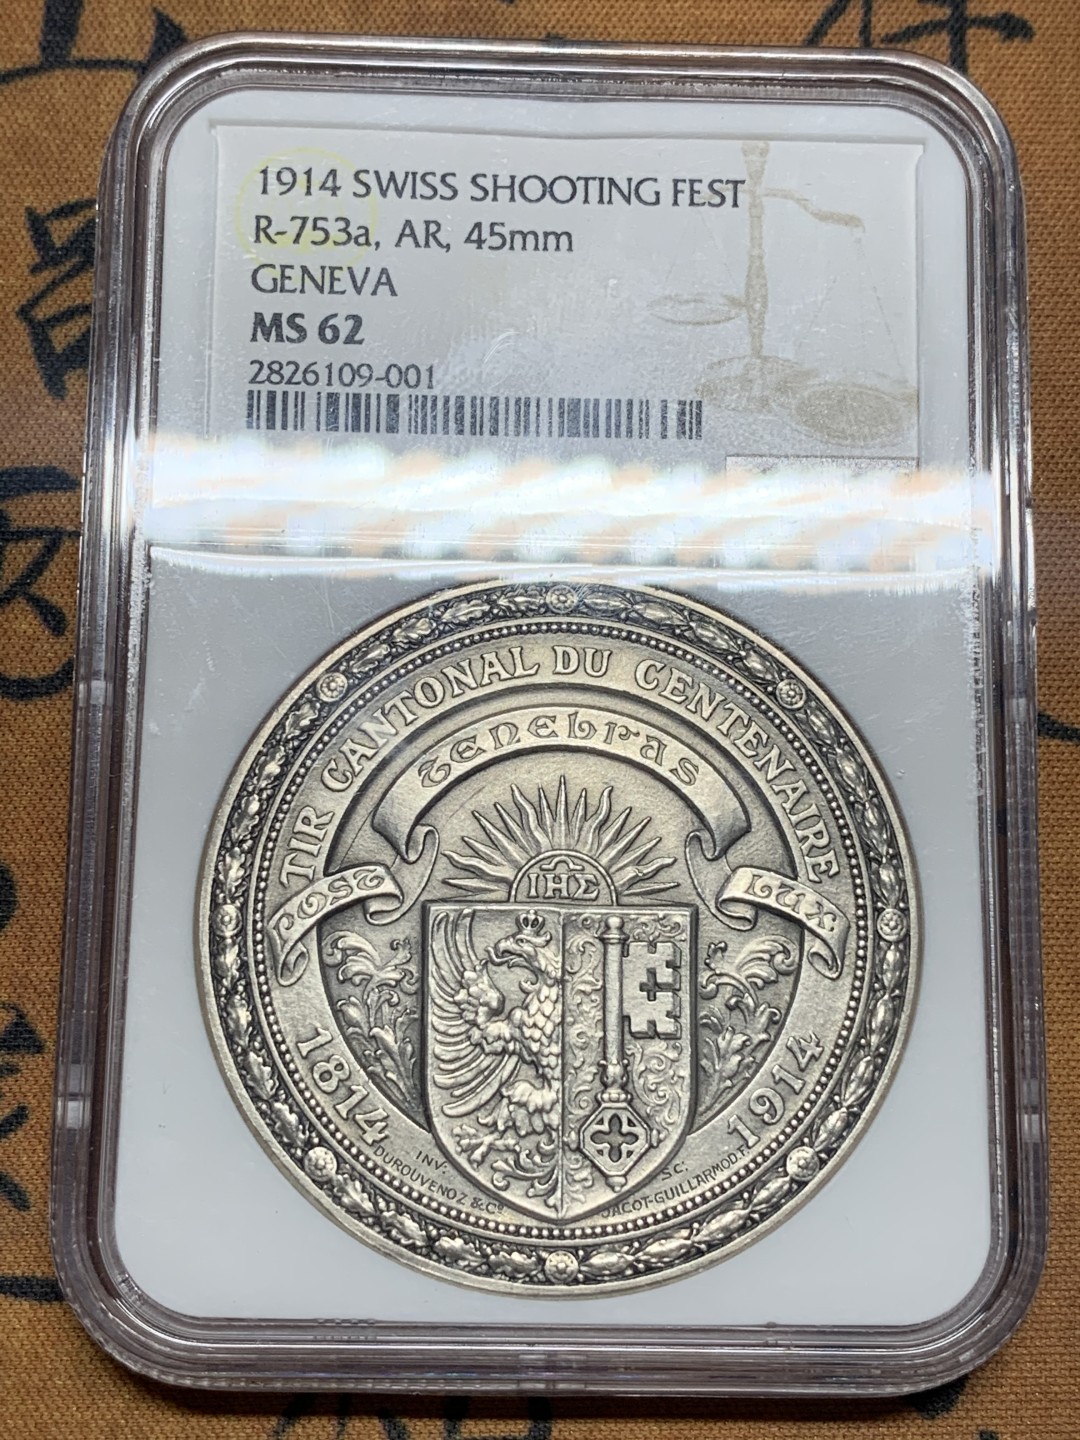 1914 SWISS SHOOTING FEST
R-753a, AR, 45mm
GENEVA
MS 62
2826109-001
TIR CANTONAL DU CENTENAIRE
POST TENEBRAS LUX
IHΣ
1814 1914
INV: SC.
DUROUVENOZ & Cº JACOT-GUILLARMOD.F.